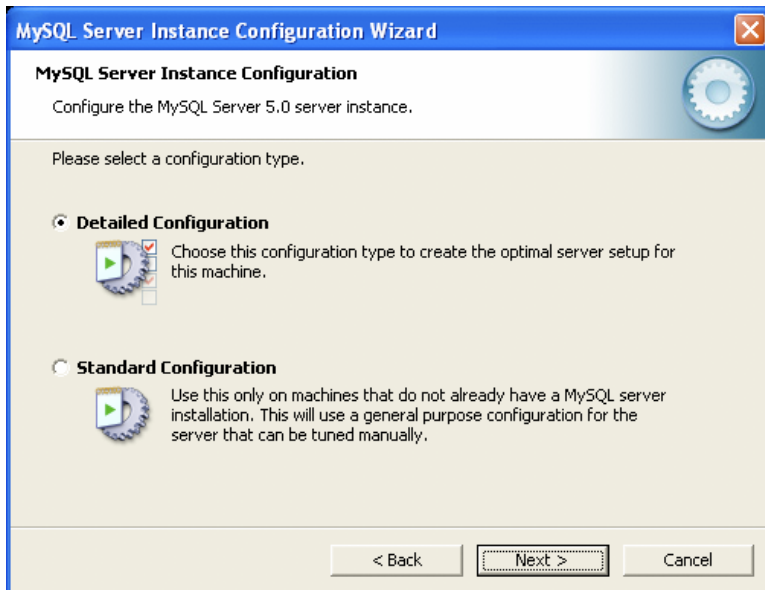 MySQL Server Instance Configuration Wizard
MySQL Server Instance Configuration
Configure the MySQL Server 5.0 server instance.
Please select a configuration type.
Detailed Configuration
Choose this configuration type to create the optimal server setup for
this machine.
Standard Configuration
Use this only on machines that do not already have a MySQL server
installation. This will use a general purpose configuration for the
server that can be tuned manually.
< Back Next > Cancel